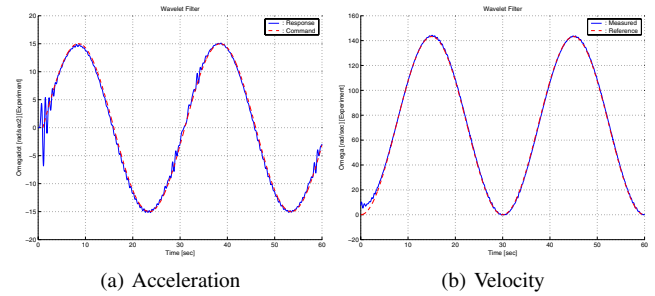 Wavelet Filter
: Response
: Command
Omegadot [rad/sec] [Experiment]
20
15
10
5
0
−5
−10
−15
−20
0
10
20
30
40
50
60
Time [sec]
(a) Acceleration
Wavelet Filter
: Measured
: Reference
Omega [rad/sec] [Experiment]
160
140
120
100
80
60
40
20
0
−20
0
10
20
30
40
50
60
Time [sec]
(b) Velocity